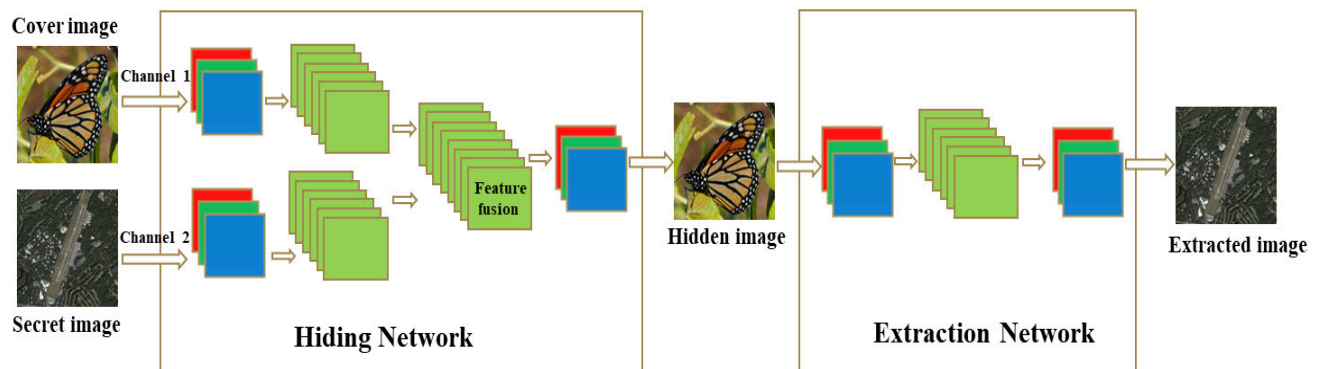 Cover image
Channel 1
Secret image
Channel 2
Feature
fusion
Hiding Network
Hidden image
Extraction Network
Extracted image